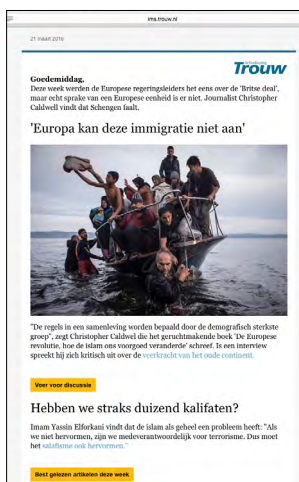 ims.trouw.nl
21 maart 2016
Trouw
Goedemiddag,
Deze week werden de Europese regeringsleiders het eens over de 'Britse deal',
maar echt sprake van een Europese eenheid is er niet. Journalist Christopher
Caldwell vindt dat Schengen faalt.
'Europa kan deze immigratie niet aan'
"De regels in een samenleving worden bepaald door de demografisch sterkste
groep", zegt Christopher Caldwel die het geruchtmakende boek 'De Europese
revolutie, hoe de islam ons voorgoed veranderde' schreef. Is een interview
spreekt hij zich kritisch uit over de veerkracht van het oude continent.
Voer voor discussie
Hebben we straks duizend kalifaten?
Imam Yassin Elforkani vindt dat de islam als geheel een probleem heeft: "Als
we niet hervormen, zijn we medeverantwoordelijk voor terrorisme. Dus moet
het salafisme ook hervormen."
Best gelezen artikelen deze week